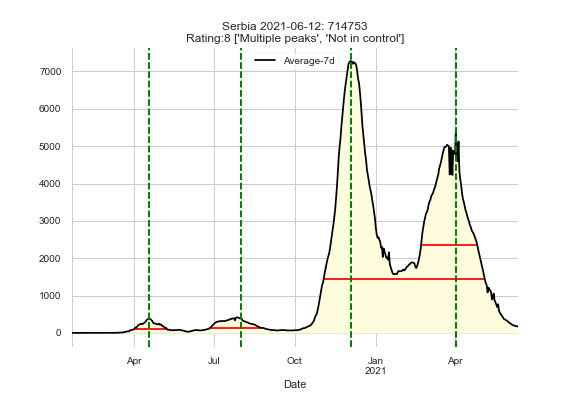 Serbia 2021-06-12: 714753
Rating:8 ['Multiple peaks', 'Not in control']
Average-7d
7000
6000
5000
4000
3000
2000
1000
0
Apr
Jul
Oct
Jan
2021
Apr
Date